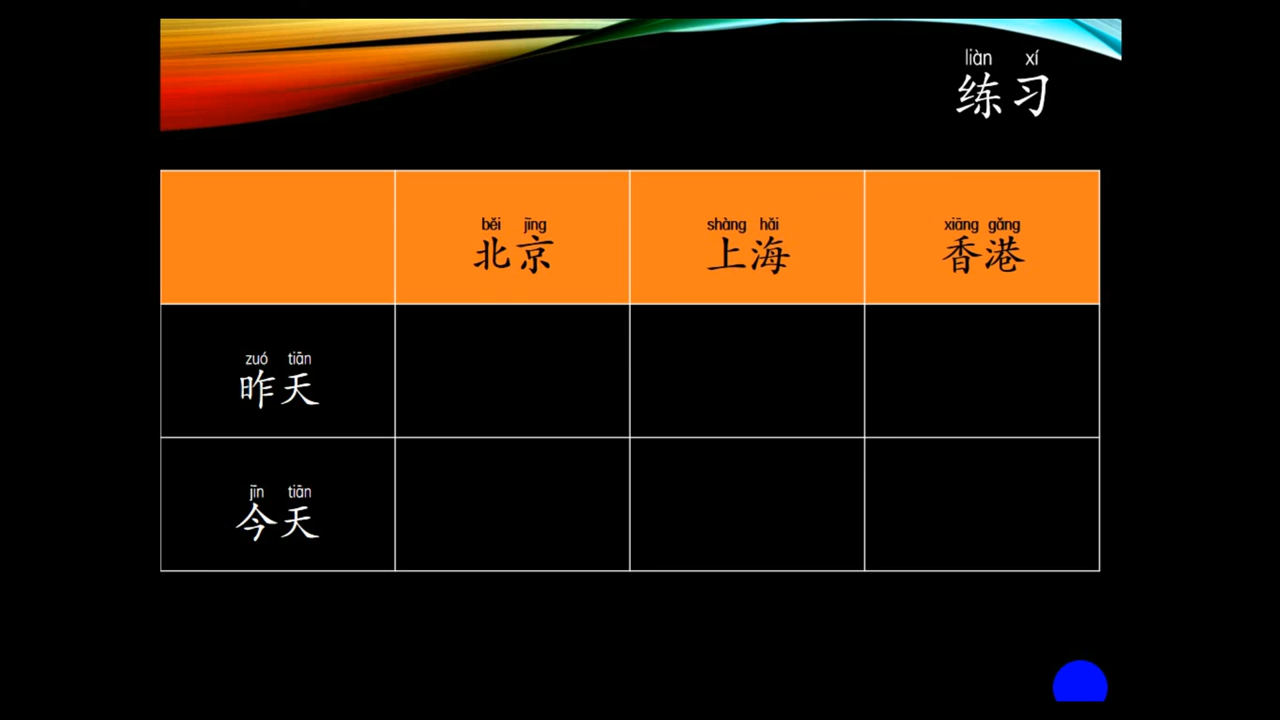 liàn xí
练习
běi jīng
北京
shàng hǎi
上海
xiāng gǎng
香港
zuó tiān
昨天
jīn tiān
今天